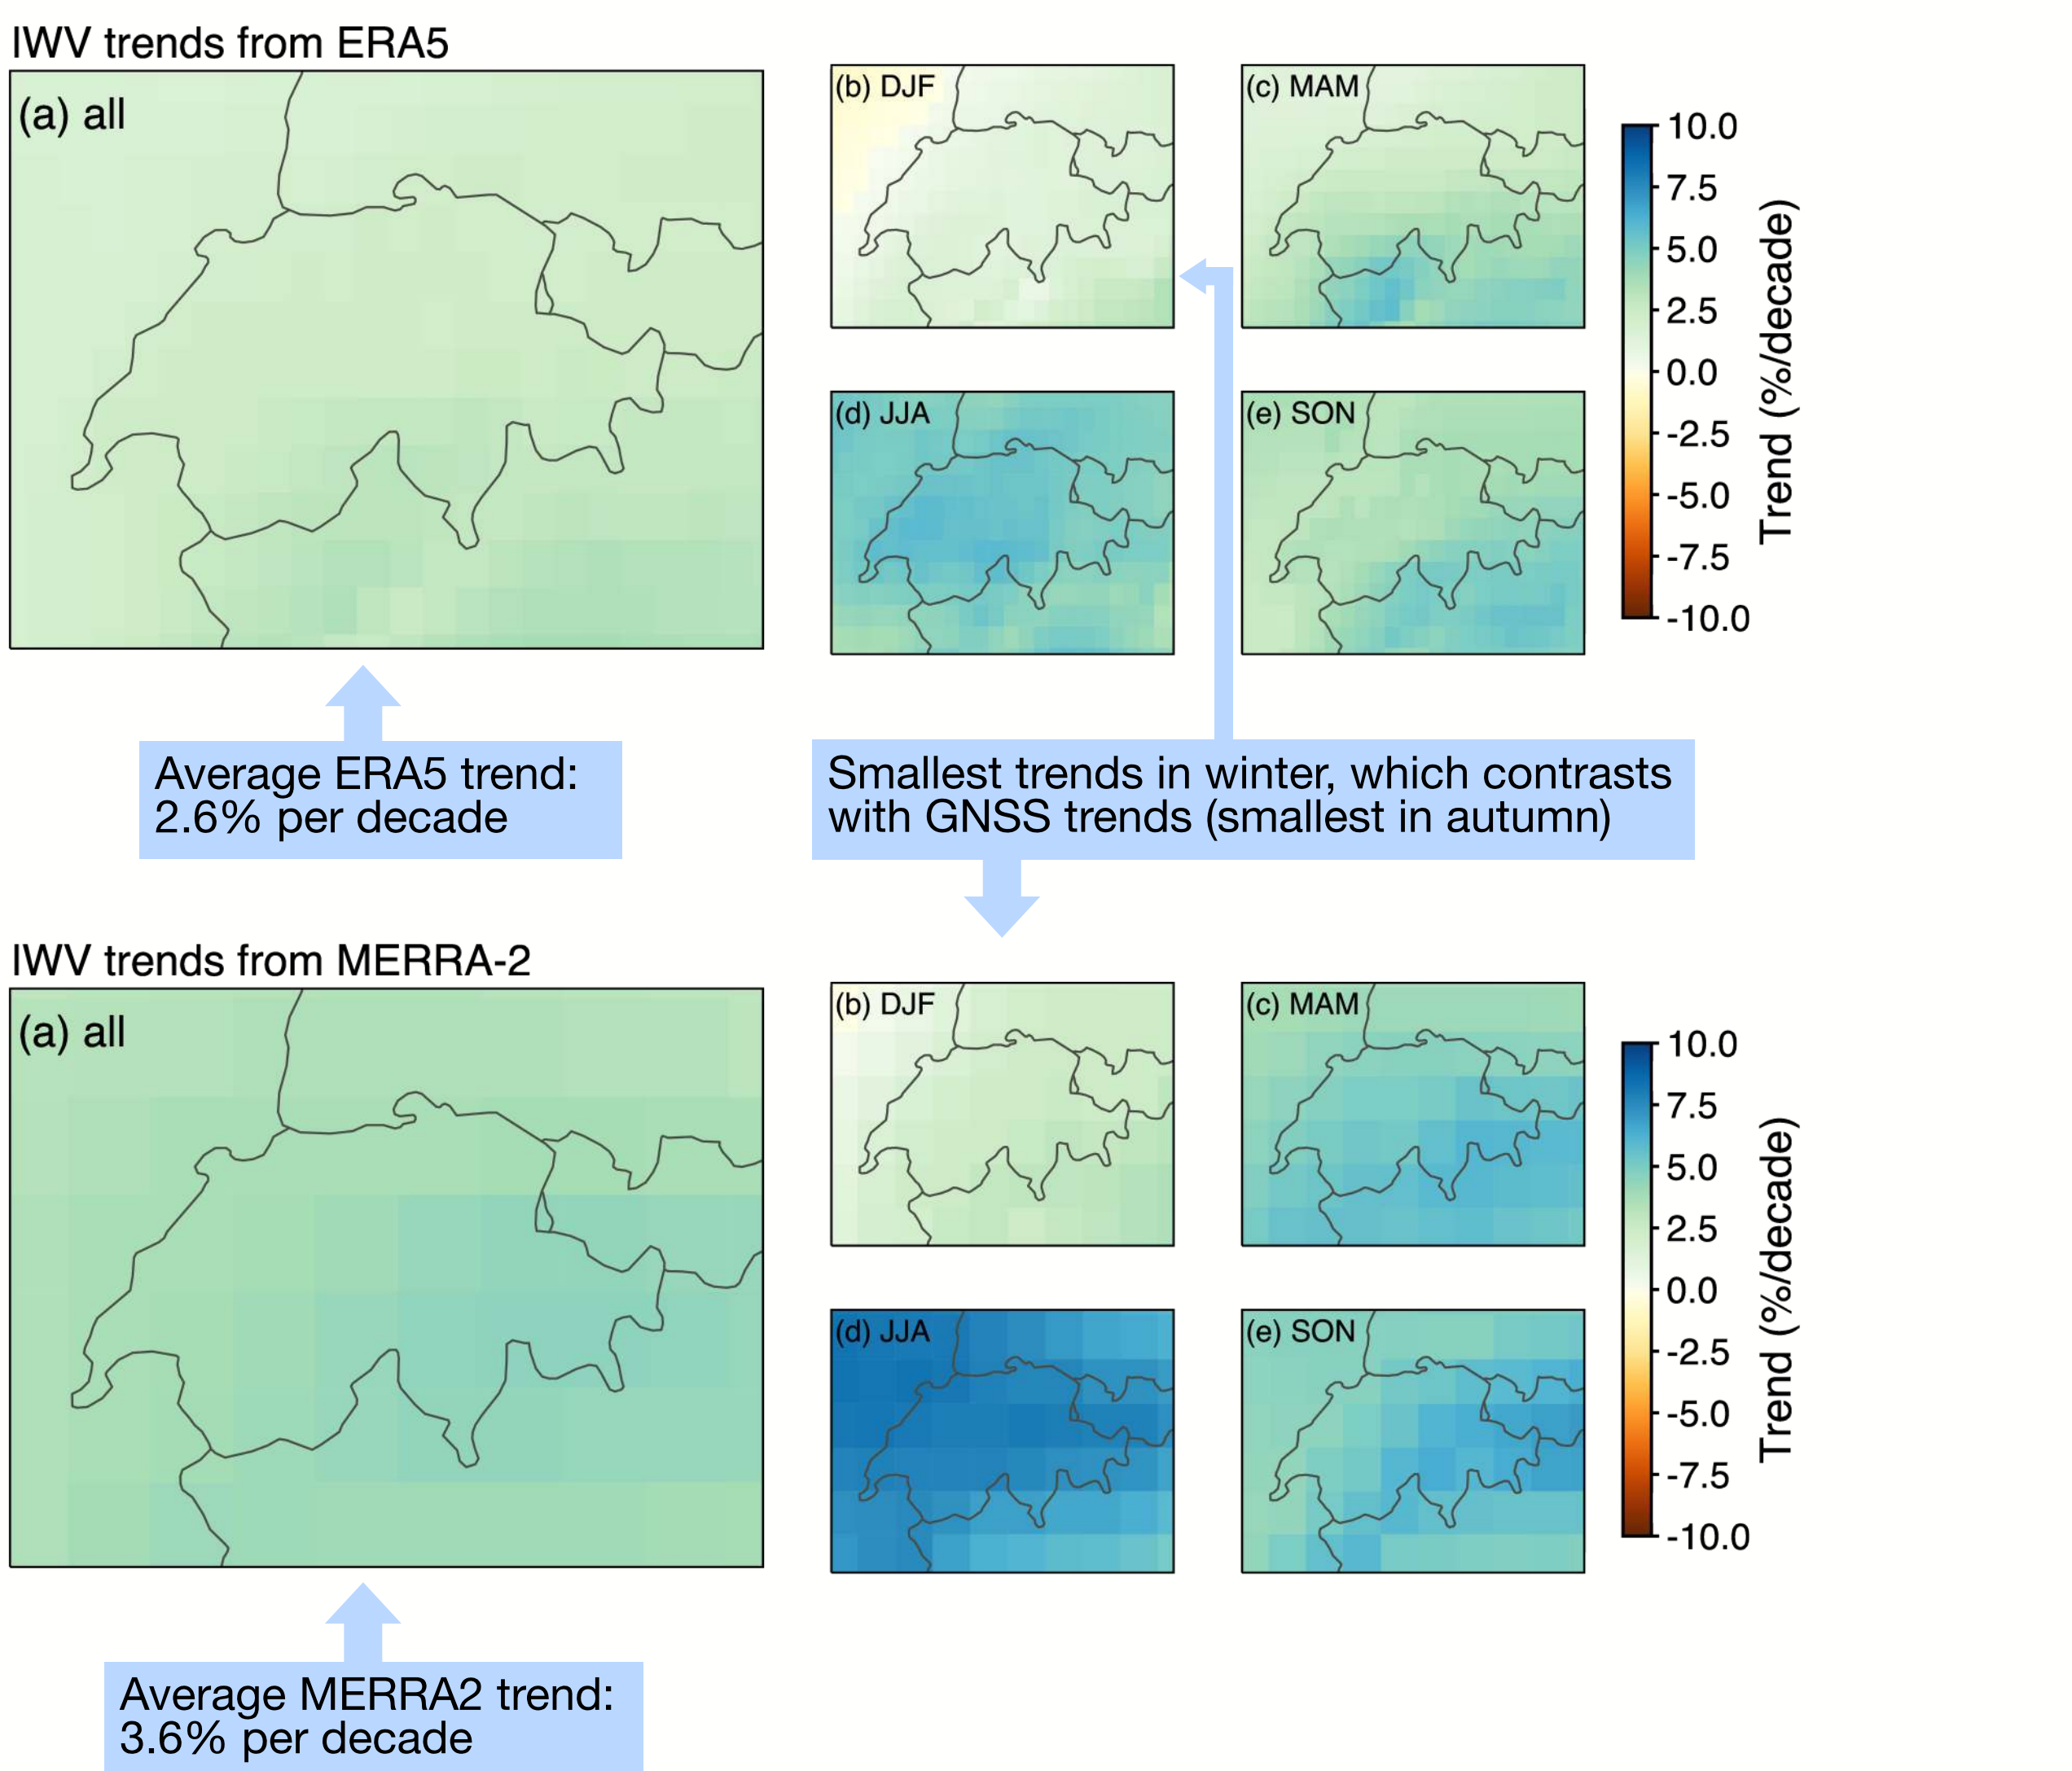 IWV trends from ERA5
(a) all
(b) DJF
(c) MAM
(d) JJA
(e) SON
10.0
7.5
5.0
2.5
0.0
-2.5
-5.0
-7.5
-10.0
Trend (%/decade)
Average ERA5 trend:
2.6% per decade
Smallest trends in winter, which contrasts
with GNSS trends (smallest in autumn)
IWV trends from MERRA-2
(a) all
(b) DJF
(c) MAM
(d) JJA
(e) SON
10.0
7.5
5.0
2.5
0.0
-2.5
-5.0
-7.5
-10.0
Trend (%/decade)
Average MERRA2 trend:
3.6% per decade